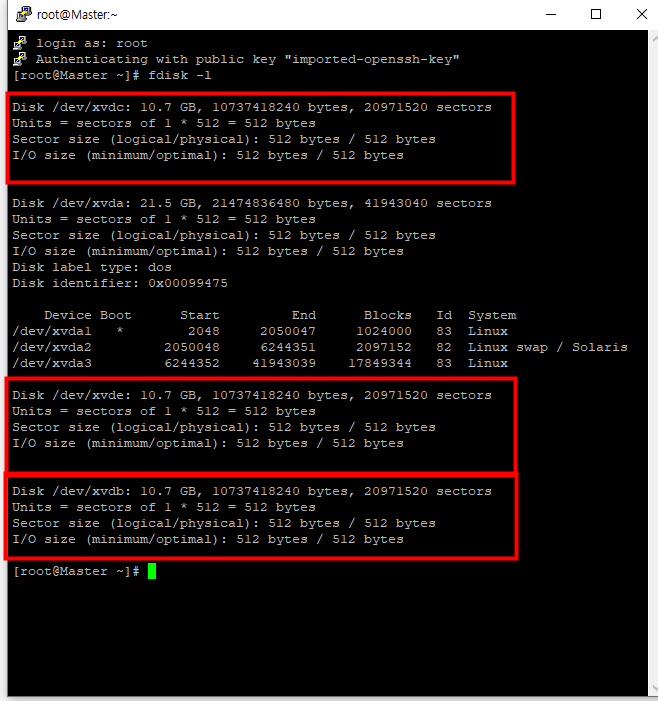 root@Master:~
login as: root
Authenticating with public key "imported-openssh-key"
[root@Master ~]# fdisk -l
Disk /dev/xvdc: 10.7 GB, 10737418240 bytes, 20971520 sectors
Units = sectors of 1 * 512 = 512 bytes
Sector size (logical/physical): 512 bytes / 512 bytes
I/O size (minimum/optimal): 512 bytes / 512 bytes
Disk /dev/xvda: 21.5 GB, 21474836480 bytes, 41943040 sectors
Units = sectors of 1 * 512 = 512 bytes
Sector size (logical/physical): 512 bytes / 512 bytes
I/O size (minimum/optimal): 512 bytes / 512 bytes
Disk label type: dos
Disk identifier: 0x00099475
Device Boot Start End Blocks Id System
/dev/xvda1 * 2048 2050047 1024000 83 Linux
/dev/xvda2 2050048 6244351 2097152 82 Linux swap / Solaris
/dev/xvda3 6244352 41943039 17849344 83 Linux
Disk /dev/xvde: 10.7 GB, 10737418240 bytes, 20971520 sectors
Units = sectors of 1 * 512 = 512 bytes
Sector size (logical/physical): 512 bytes / 512 bytes
I/O size (minimum/optimal): 512 bytes / 512 bytes
Disk /dev/xvdb: 10.7 GB, 10737418240 bytes, 20971520 sectors
Units = sectors of 1 * 512 = 512 bytes
Sector size (logical/physical): 512 bytes / 512 bytes
I/O size (minimum/optimal): 512 bytes / 512 bytes
[root@Master ~]#